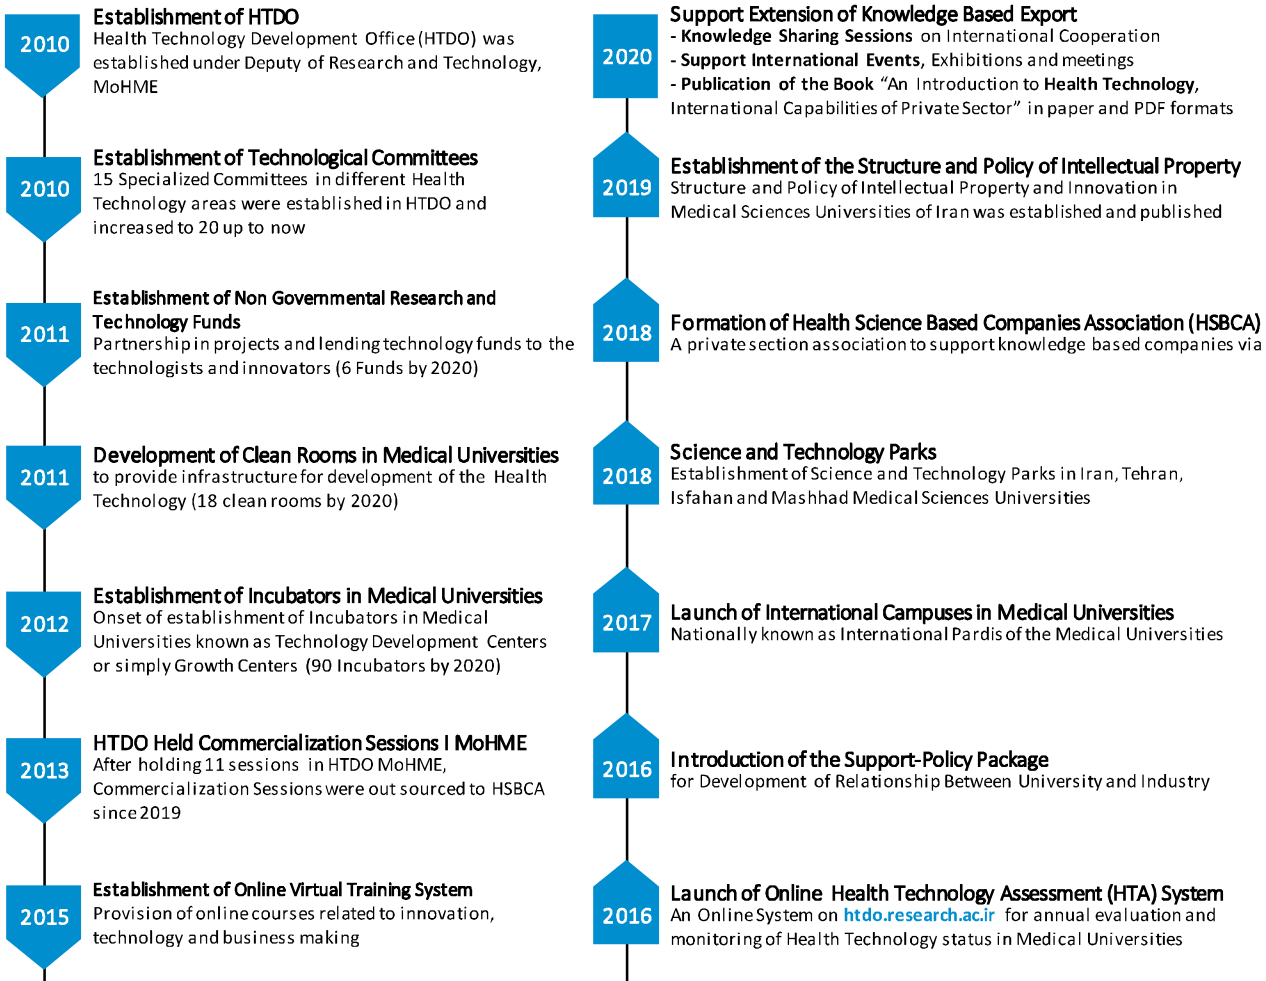 2010
Establishment of HTDO
Health Technology Development Office (HTDO) was
established under Deputy of Research and Technology,
MoHME
2010
Establishment of Technological Committees
15 Specialized Committees in different Health
Technology areas were established in HTDO and
increased to 20 up to now
2011
Establishment of Non Governmental Research and
Technology Funds
Partnership in projects and lending technology funds to the
technologists and innovators (6 Funds by 2020)
2011
Development of Clean Rooms in Medical Universities
to provide infrastructure for development of the Health
Technology (18 clean rooms by 2020)
2012
Establishment of Incubators in Medical Universities
Onset of establishment of Incubators in Medical
Universities known as Technology Development Centers
or simply Growth Centers (90 Incubators by 2020)
2013
HTDO Held Commercialization Sessions I MoHME
After holding 11 sessions in HTDO MoHME,
Commercialization Sessions were out sourced to HSBCA
since 2019
2015
Establishment of Online Virtual Training System
Provision of online courses related to innovation,
technology and business making
2020
Support Extension of Knowledge Based Export
- Knowledge Sharing Sessions on International Cooperation
- Support International Events, Exhibitions and meetings
- Publication of the Book “An Introduction to Health Technology,
International Capabilities of Private Sector” in paper and PDF formats
2019
Establishment of the Structure and Policy of Intellectual Property
Structure and Policy of Intellectual Property and Innovation in
Medical Sciences Universities of Iran was established and published
2018
Formation of Health Science Based Companies Association (HSBCA)
A private section association to support knowledge based companies via
2018
Science and Technology Parks
Establishment of Science and Technology Parks in Iran, Tehran,
Isfahan and Mashhad Medical Sciences Universities
2017
Launch of International Campuses in Medical Universities
Nationally known as International Pardis of the Medical Universities
2016
Introduction of the Support-Policy Package
for Development of Relationship Between University and Industry
2016
Launch of Online Health Technology Assessment (HTA) System
An Online System on htdo.research.ac.ir for annual evaluation and
monitoring of Health Technology status in Medical Universities